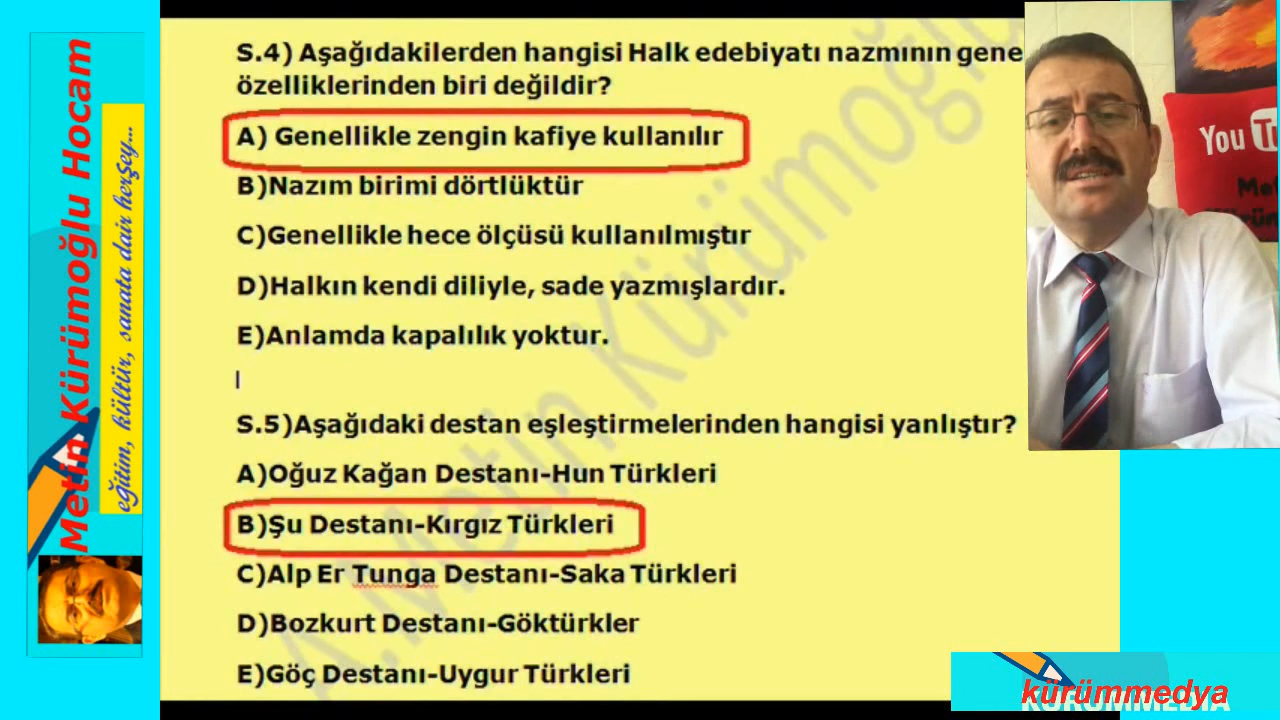 Metin Kürümoğlu Hocam
eğitim, kültür, sanata dair herşey...
S.4) Aşağıdakilerden hangisi Halk edebiyatı nazmının gene
özelliklerinden biri değildir?
A) Genellikle zengin kafiye kullanılır
B)Nazım birimi dörtlüktür
C)Genellikle hece ölçüsü kullanılmıştır
D)Halkın kendi diliyle, sade yazmışlardır.
E)Anlamda kapalılık yoktur.
S.5)Aşağıdaki destan eşleştirmelerinden hangisi yanlıştır?
A)Oğuz Kağan Destanı-Hun Türkleri
B)Şu Destanı-Kırgız Türkleri
C)Alp Er Tunga Destanı-Saka Türkleri
D)Bozkurt Destanı-Göktürkler
E)Göç Destanı-Uygur Türkleri
A.Metin Kürümoğlu
You
kürümmedya